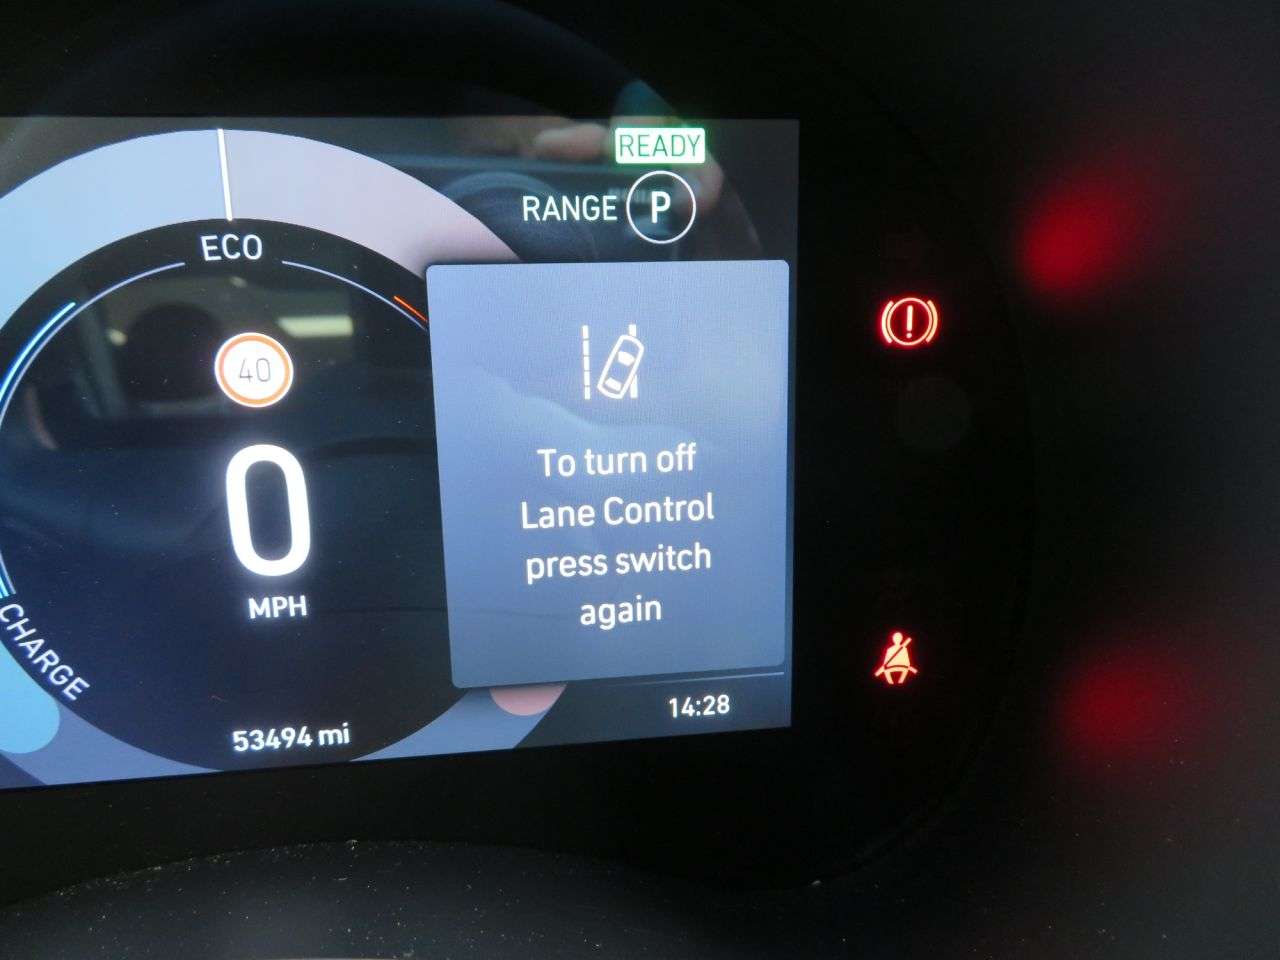 READY
RANGE P
ECO
40
0
MPH
To turn off
Lane Control
press switch
again
CHARGE
53494 mi
14:28